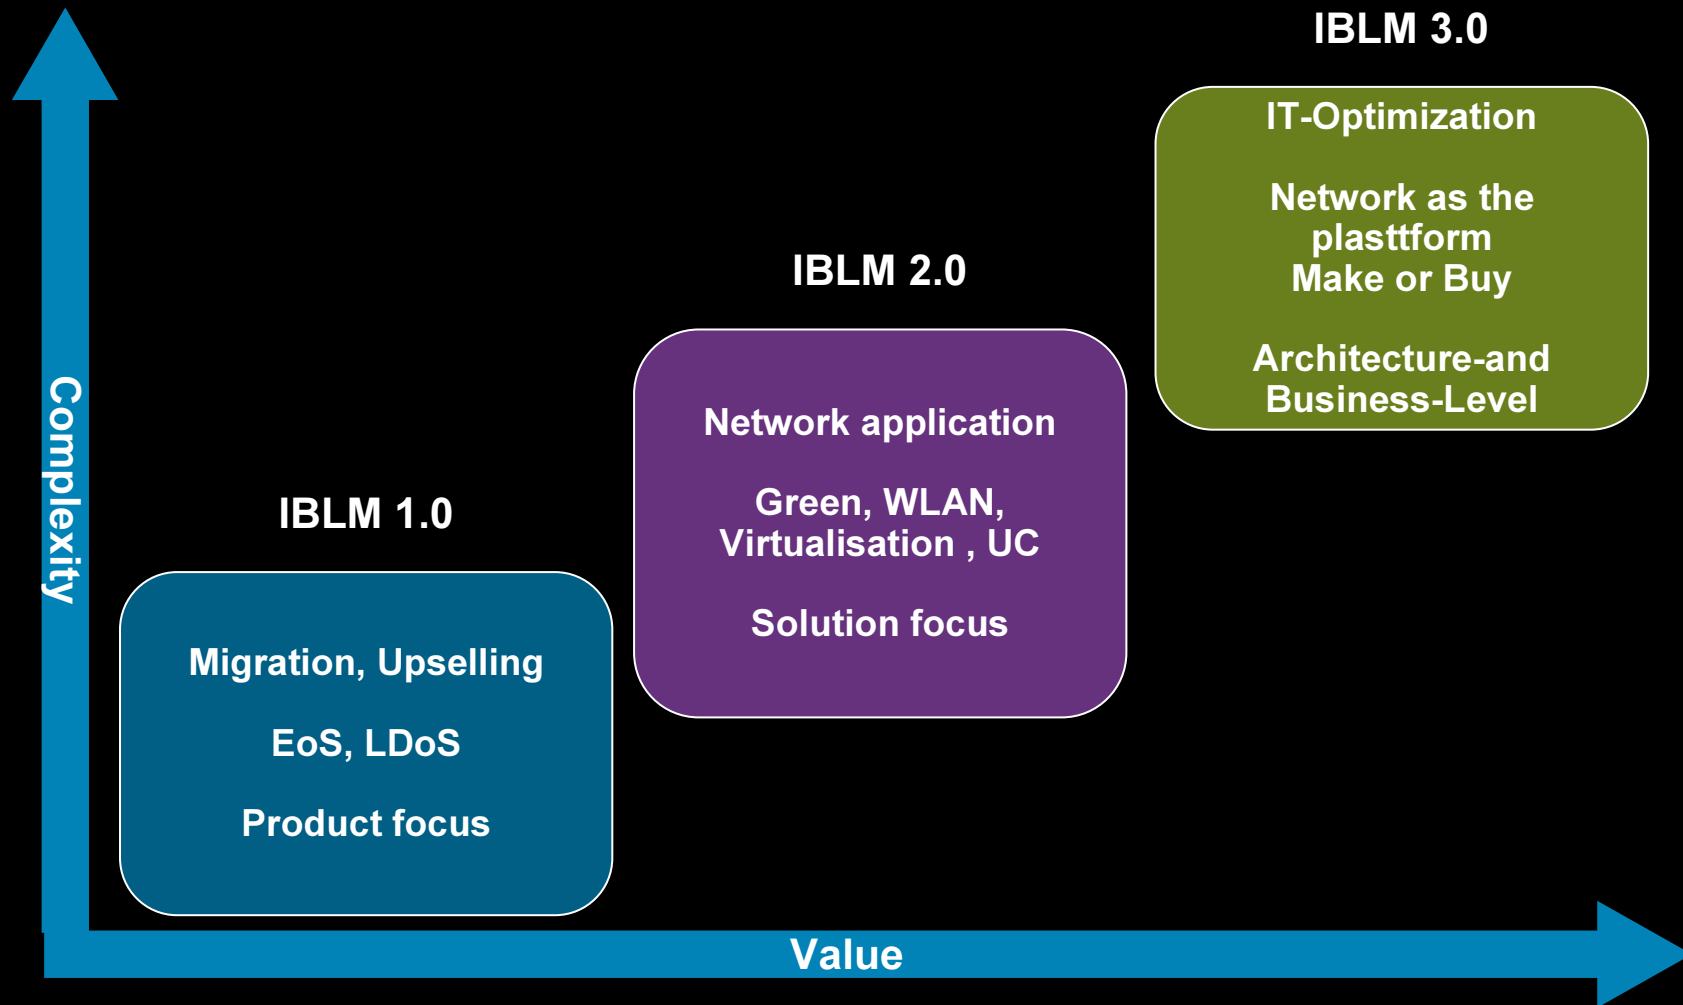 IBLM 3.0
IT-Optimization
Network as the
plasttform
Make or Buy
Architecture-and
Business-Level
IBLM 2.0
Network application
Green, WLAN,
Virtualisation , UC
Solution focus
IBLM 1.0
Migration, Upselling
EoS, LDoS
Product focus
Complexity
Value